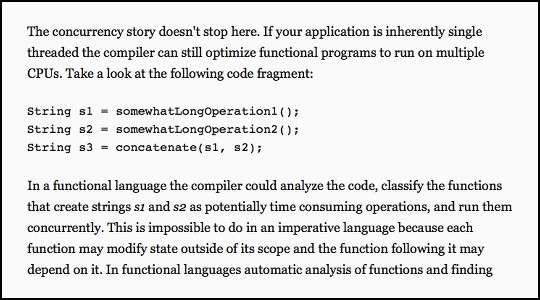 The concurrency story doesn't stop here. If your application is inherently single
threaded the compiler can still optimize functional programs to run on multiple
CPUs. Take a look at the following code fragment:
String s1 = somewhatLongOperation1();
String s2 = somewhatLongOperation2();
String s3 = concatenate(s1, s2);
In a functional language the compiler could analyze the code, classify the functions
that create strings s1 and s2 as potentially time consuming operations, and run them
concurrently. This is impossible to do in an imperative language because each
function may modify state outside of its scope and the function following it may
depend on it. In functional languages automatic analysis of functions and finding